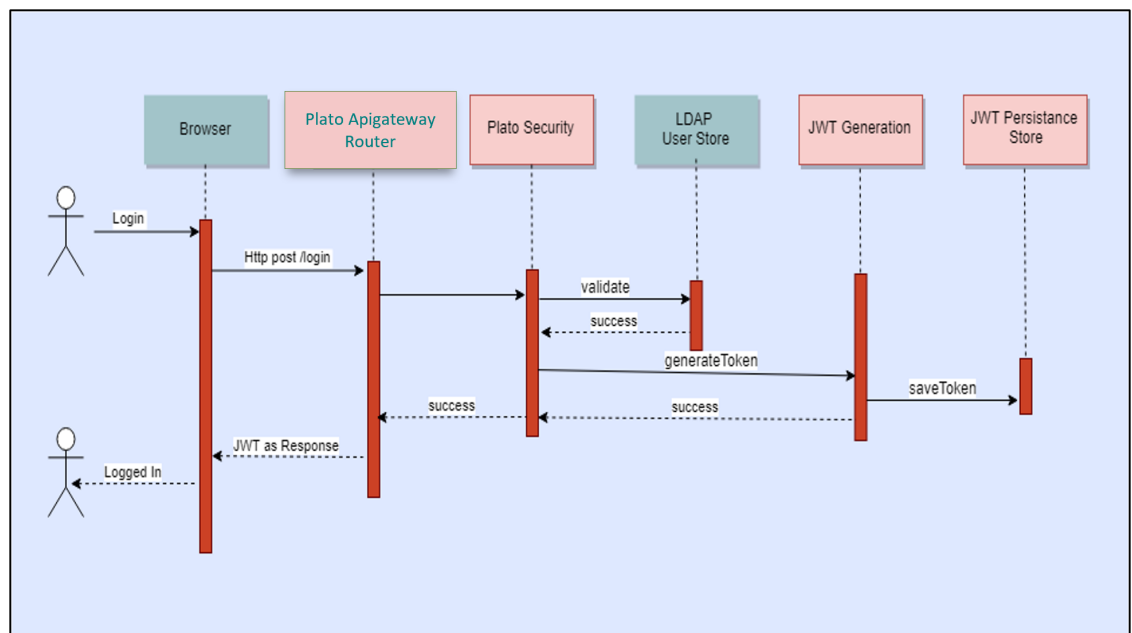 Browser
Plato Apigateway
Router
Plato Security
LDAP
User Store
JWT Generation
JWT Persistance
Store
Login
Http post /login
validate
success
generateToken
saveToken
success
success
JWT as Response
Logged In